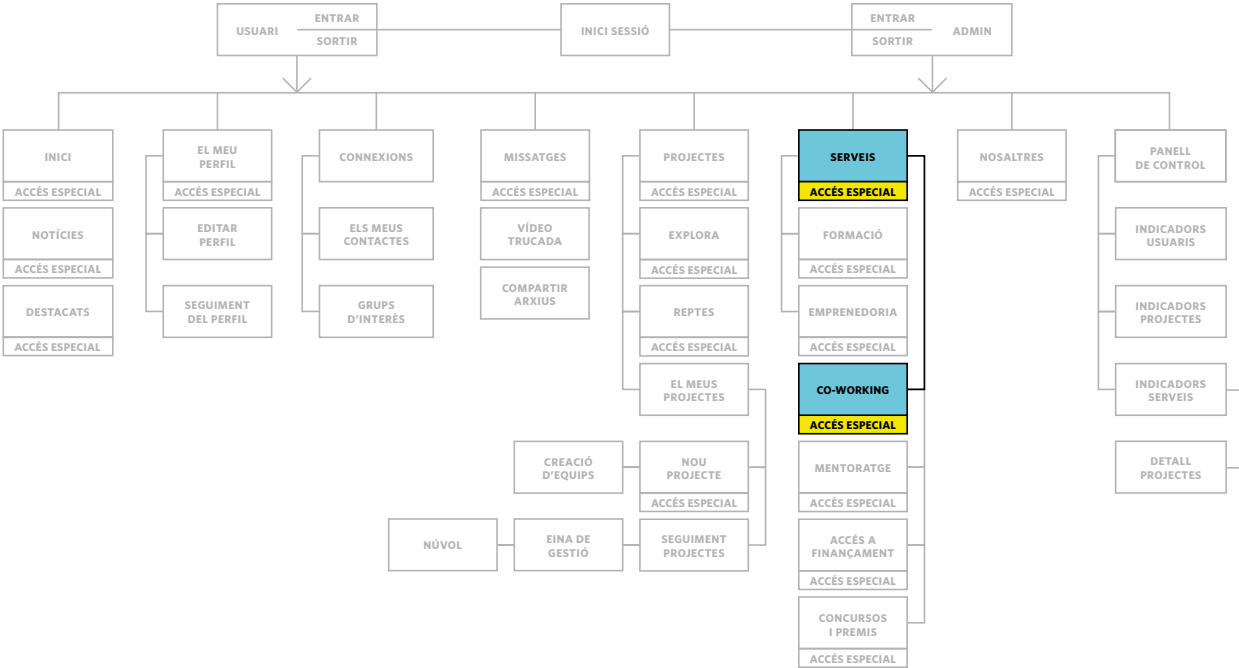 USUARI
ENTRAR
SORTIR
INICI SESSIÓ
ENTRAR
SORTIR
ADMIN
INICI
ACCÉS ESPECIAL
NOTÍCIES
ACCÉS ESPECIAL
DESTACATS
ACCÉS ESPECIAL
EL MEU
PERFIL
ACCÉS ESPECIAL
EDITAR
PERFIL
SEGUIMENT
DEL PERFIL
CONNEXIONS
ELS MEUS
CONTACTES
GRUPS
D'INTERÈS
MISSATGES
ACCÉS ESPECIAL
VÍDEO
TRUCADA
COMPARTIR
ARXIUS
PROJECTES
ACCÉS ESPECIAL
EXPLORA
ACCÉS ESPECIAL
REPTES
ACCÉS ESPECIAL
EL MEUS
PROJECTES
NOU
PROJECTE
ACCÉS ESPECIAL
CREACIÓ
D'EQUIPS
SEGUIMENT
PROJECTES
EINA DE
GESTIÓ
NÚVOL
SERVEIS
ACCÉS ESPECIAL
FORMACIÓ
ACCÉS ESPECIAL
EMPRENEDORIA
ACCÉS ESPECIAL
CO-WORKING
ACCÉS ESPECIAL
MENTORATGE
ACCÉS ESPECIAL
ACCÉS A
FINANÇAMENT
ACCÉS ESPECIAL
CONCURSOS
I PREMIS
ACCÉS ESPECIAL
NOSALTRES
ACCÉS ESPECIAL
PANELL
DE CONTROL
INDICADORS
USUARIS
INDICADORS
PROJECTES
INDICADORS
SERVEIS
DETALL
PROJECTES